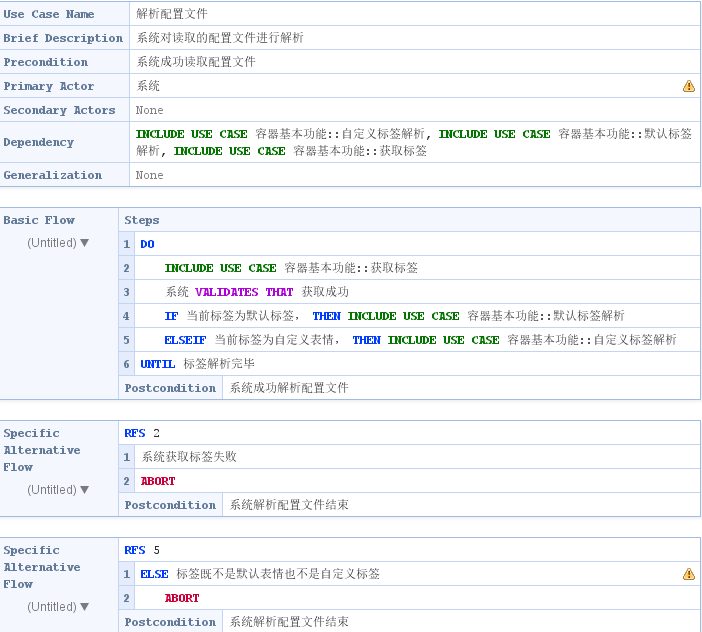 Use Case Name 解析配置文件
Brief Description 系统对读取的配置文件进行解析
Precondition 系统成功读取配置文件
Primary Actor 系统
Secondary Actors None
Dependency INCLUDE USE CASE 容器基本功能::自定义标签解析, INCLUDE USE CASE 容器基本功能::默认标签
解析, INCLUDE USE CASE 容器基本功能::获取标签
Generalization None
Basic Flow Steps
(Untitled) ▼
1 DO
2 INCLUDE USE CASE 容器基本功能::获取标签
3 系统 VALIDATES THAT 获取成功
4 IF 当前标签为默认标签, THEN INCLUDE USE CASE 容器基本功能::默认标签解析
5 ELSEIF 当前标签为自定义表情, THEN INCLUDE USE CASE 容器基本功能::自定义标签解析
6 UNTIL 标签解析完毕
Postcondition 系统成功解析配置文件
Specific
Alternative
Flow
(Untitled) ▼
RFS 2
1 系统获取标签失败
2 ABORT
Postcondition 系统解析配置文件结束
Specific
Alternative
Flow
(Untitled) ▼
RFS 5
1 ELSE 标签既不是默认表情也不是自定义标签
2 ABORT
Postcondition 系统解析配置文件结束